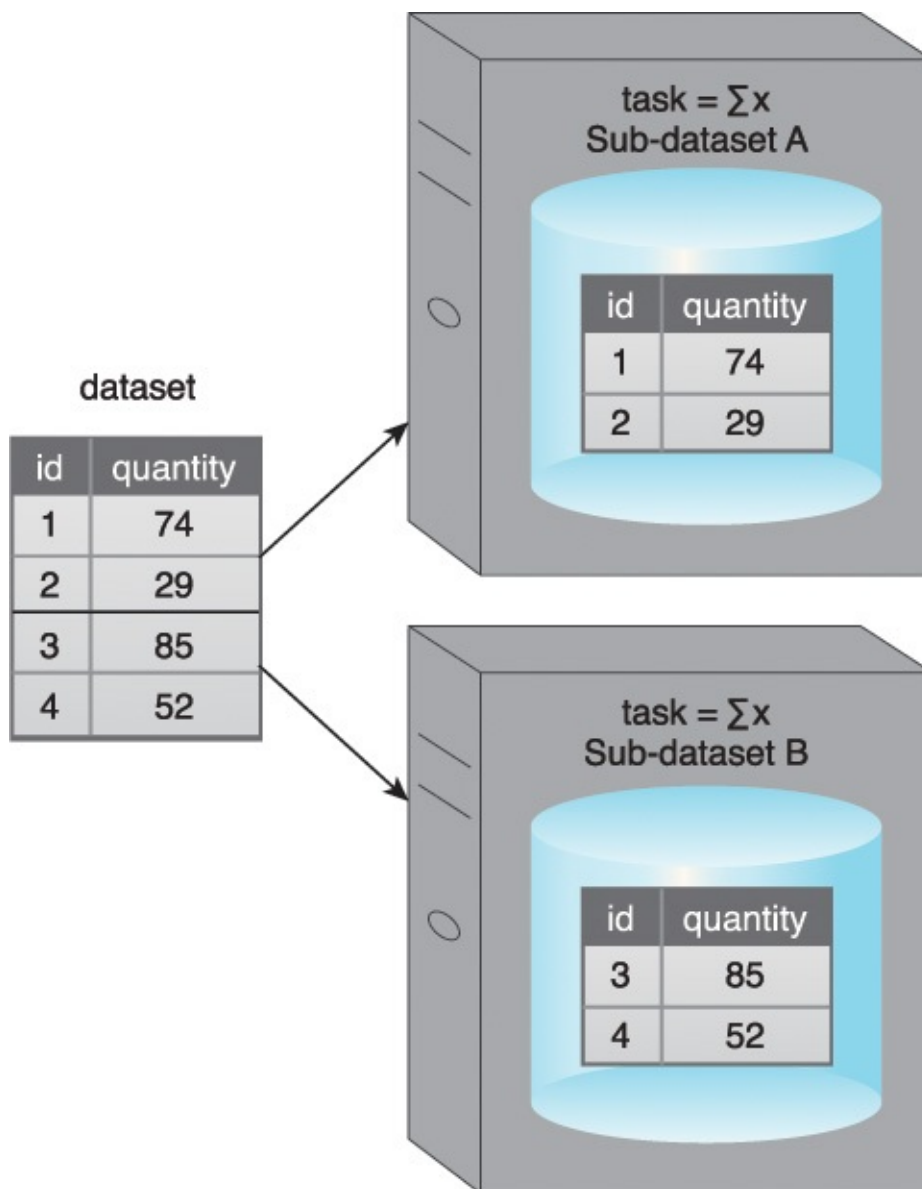 dataset
id quantity
1 74
2 29
3 85
4 52
task = ∑x
Sub-dataset A
id quantity
1 74
2 29
task = ∑x
Sub-dataset B
id quantity
3 85
4 52